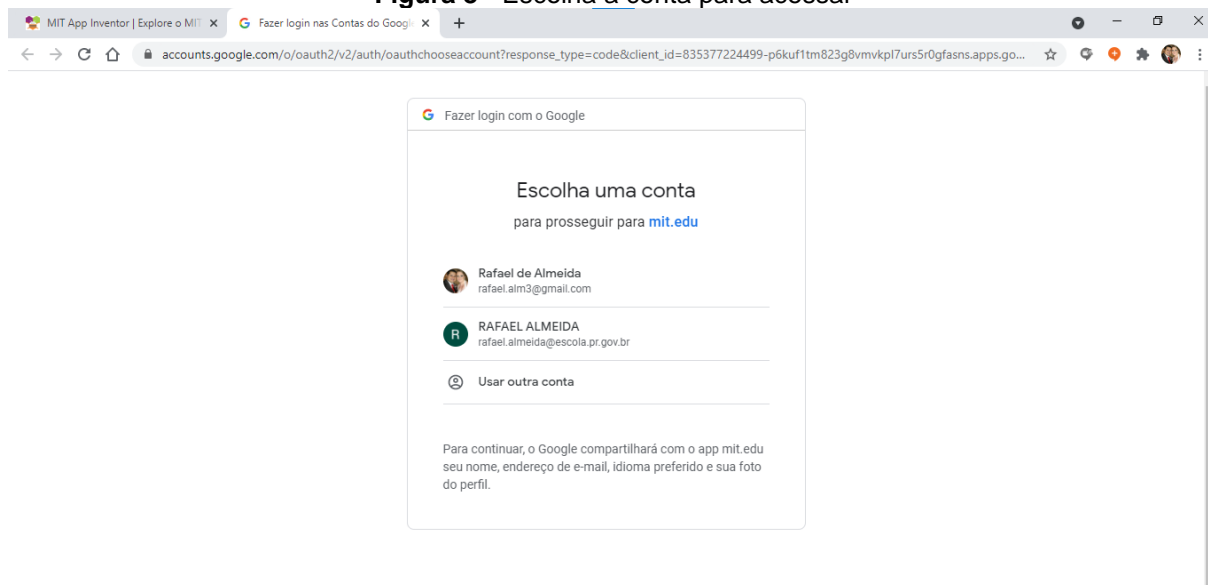 Figura 3 - Escolha a conta para acessar
MIT App Inventor | Explore o MIT
Fazer login nas Contas do Googl
accounts.google.com/o/oauth2/v2/auth/oauthchooseaccount?response_type=code&client_id=835377224499-p6kuf1tm823g8vmvkpl7urs5r0gfasns.apps.go...
Fazer login com o Google
Escolha uma conta
para prosseguir para mit.edu
Rafael de Almeida
rafael.alm3@gmail.com
R
RAFAEL ALMEIDA
rafael.almeida@escola.pr.gov.br
Usar outra conta
Para continuar, o Google compartilhará com o app mit.edu
seu nome, endereço de e-mail, idioma preferido e sua foto
do perfil.